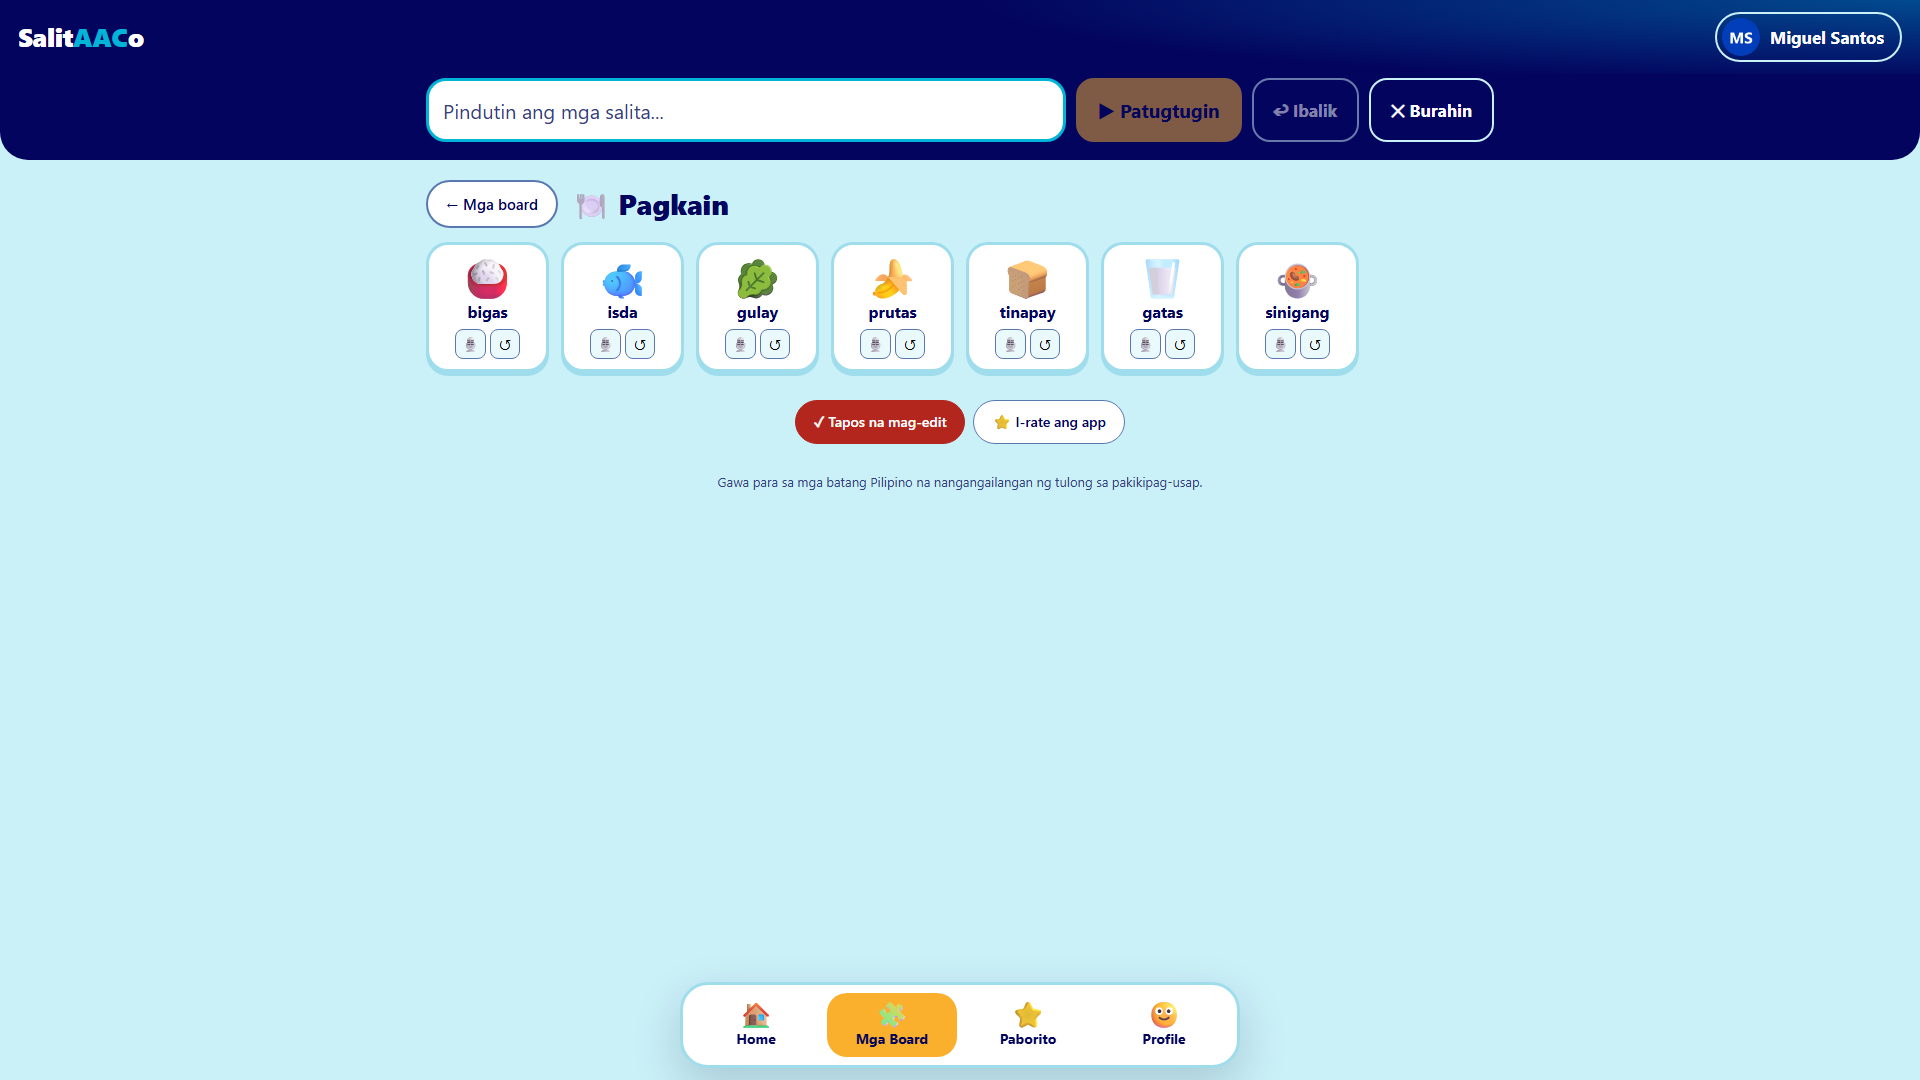 SalitAACo
MS Miguel Santos
Pindutin ang mga salita...
▶ Patugtugin
↩ Ibalik
✕ Burahin
← Mga board
Pagkain
bigas
isda
gulay
prutas
tinapay
gatas
sinigang
✓ Tapos na mag-edit
I-rate ang app
Gawa para sa mga batang Pilipino na nangangailangan ng tulong sa pakikipag-usap.
Home
Mga Board
Paborito
Profile